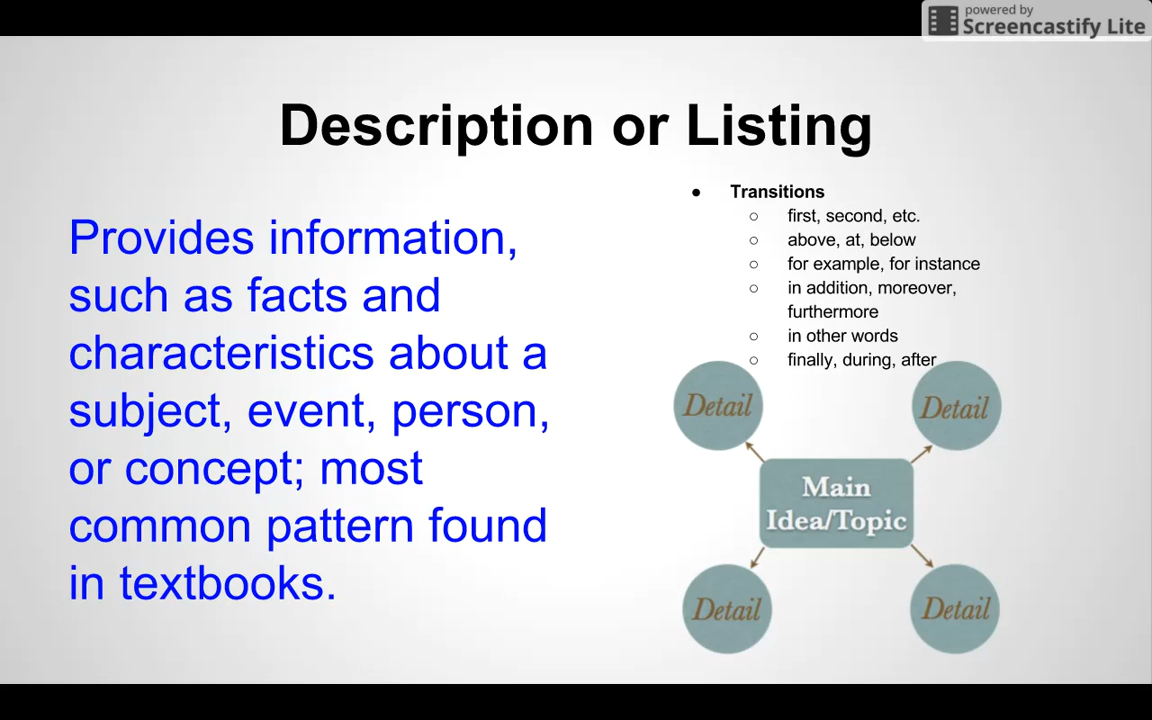 powered by
Screencastify Lite
Description or Listing
Provides information,
such as facts and
characteristics about a
subject, event, person,
or concept; most
common pattern found
in textbooks.
● Transitions
○ first, second, etc.
○ above, at, below
○ for example, for instance
○ in addition, moreover,
furthermore
○ in other words
○ finally, during, after
Detail
Detail
Main
Idea/Topic
Detail
Detail